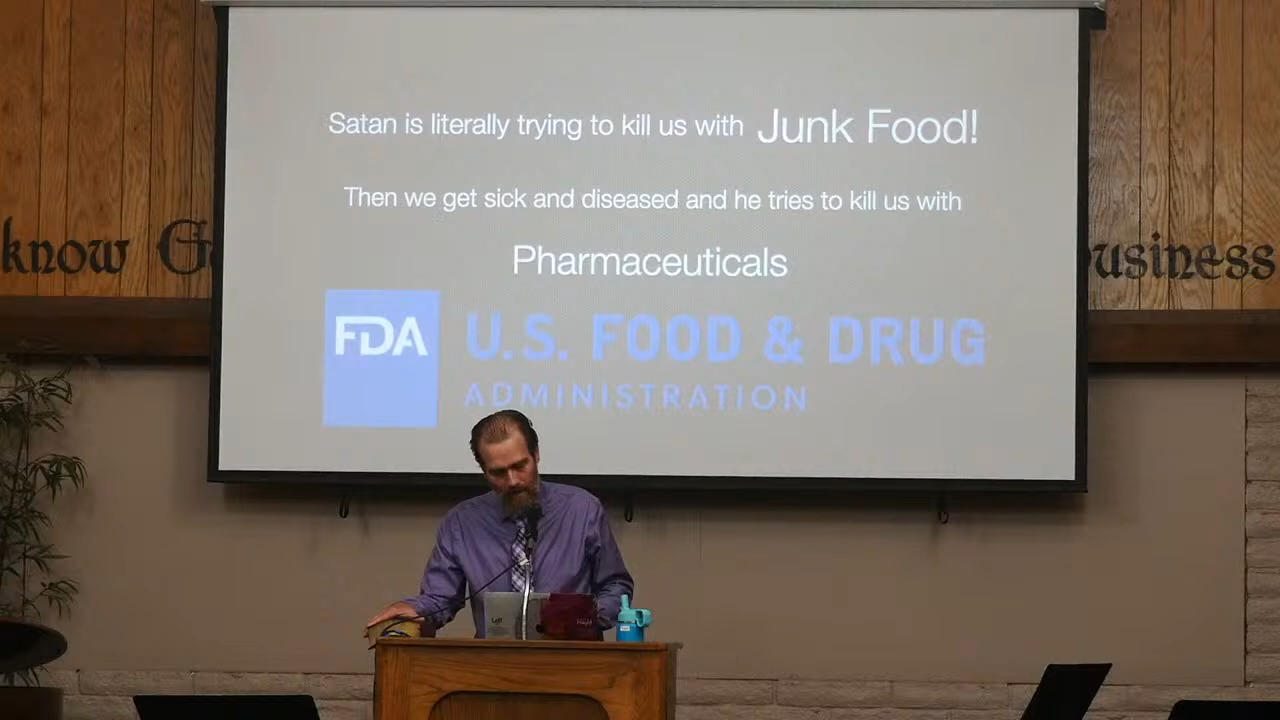 Satan is literally trying to kill us with Junk Food!
Then we get sick and diseased and he tries to kill us with
Pharmaceuticals
FDA U.S. FOOD & DRUG
ADMINISTRATION
know